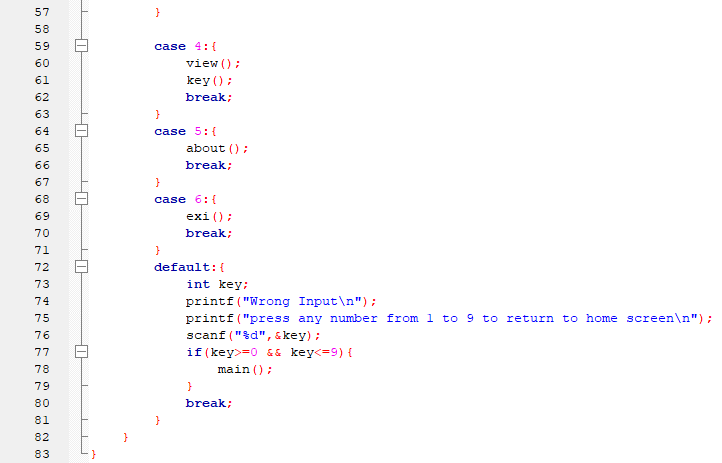 57 }
58
59 case 4:{
60 view();
61 key();
62 break;
63 }
64 case 5:{
65 about();
66 break;
67 }
68 case 6:{
69 exi();
70 break;
71 }
72 default:{
73 int key;
74 printf("Wrong Input\n");
75 printf("press any number from 1 to 9 to return to home screen\n");
76 scanf("%d",&key);
77 if(key>=0 && key<=9){
78 main();
79 }
80 break;
81 }
82 }
83 }